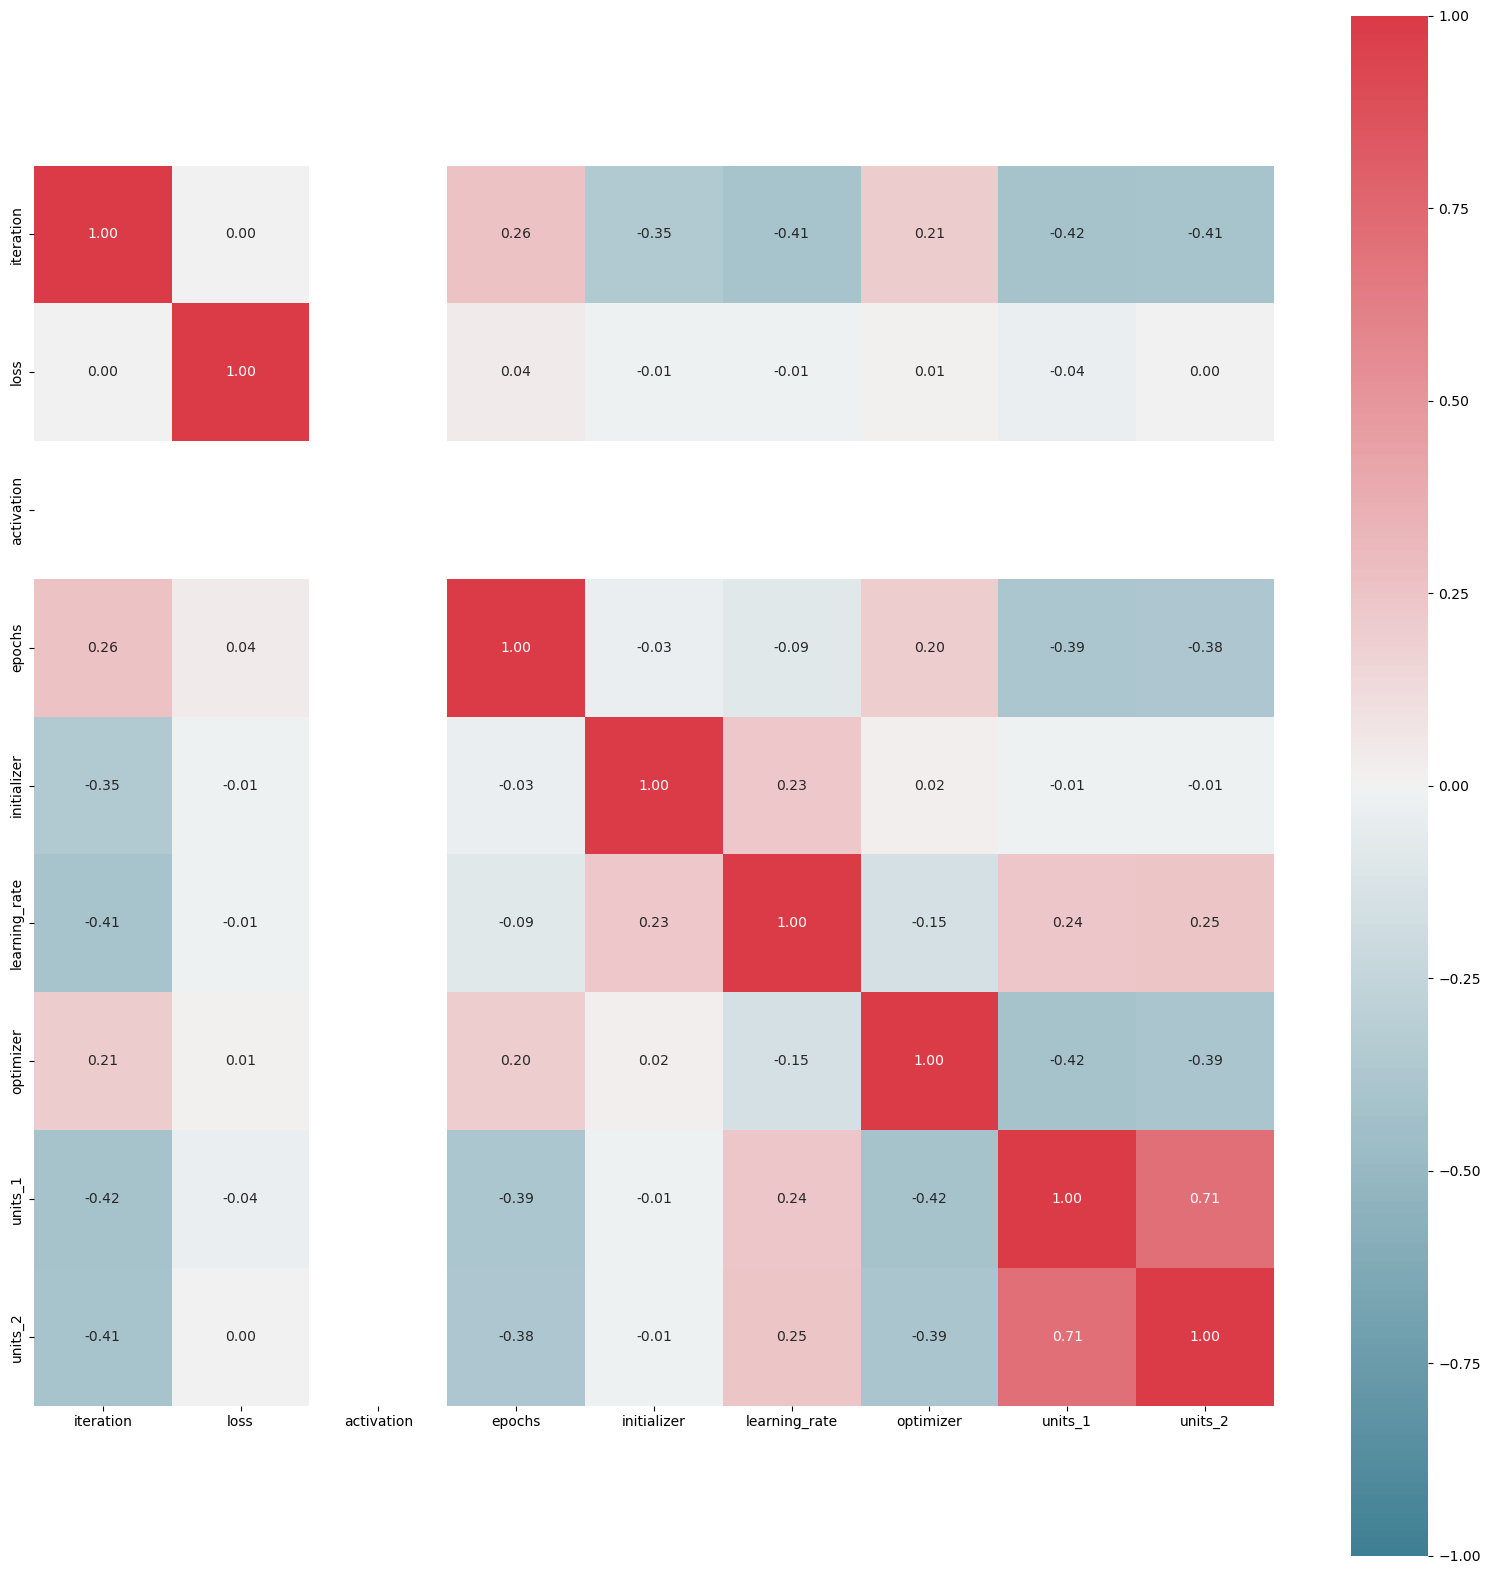 1.00
iteration 1.00 0.00 0.26 -0.35 -0.41 0.21 -0.42 -0.41
0.75
loss 0.00 1.00 0.04 -0.01 -0.01 0.01 -0.04 0.00
0.50
activation
0.25
epochs 0.26 0.04 1.00 -0.03 -0.09 0.20 -0.39 -0.38
initializer -0.35 -0.01 -0.03 1.00 0.23 0.02 -0.01 -0.01
0.00
learning_rate -0.41 -0.01 -0.09 0.23 1.00 -0.15 0.24 0.25
−0.25
optimizer 0.21 0.01 0.20 0.02 -0.15 1.00 -0.42 -0.39
−0.50
units_1 -0.42 -0.04 -0.39 -0.01 0.24 -0.42 1.00 0.71
units_2 -0.41 0.00 -0.38 -0.01 0.25 -0.39 0.71 1.00
−0.75
iteration loss activation epochs initializer learning_rate optimizer units_1 units_2
−1.00